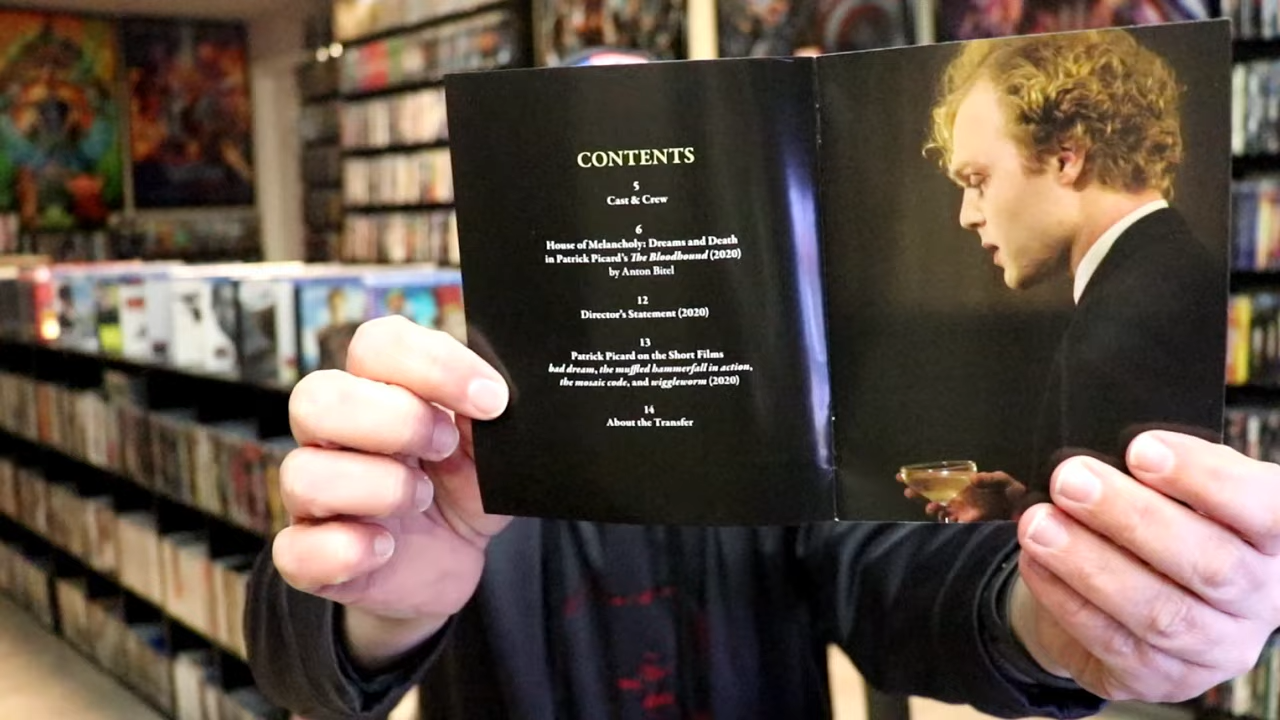 CONTENTS
5
Cast & Crew
6
House of Melancholy: Dreams and Death
in Patrick Picard's The Bloodhound (2020)
by Anton Bitel
12
Director's Statement (2020)
13
Patrick Picard on the Short Films
bad dream, the muffled hammerfall in action,
the mosaic code, and wiggleworm (2020)
14
About the Transfer